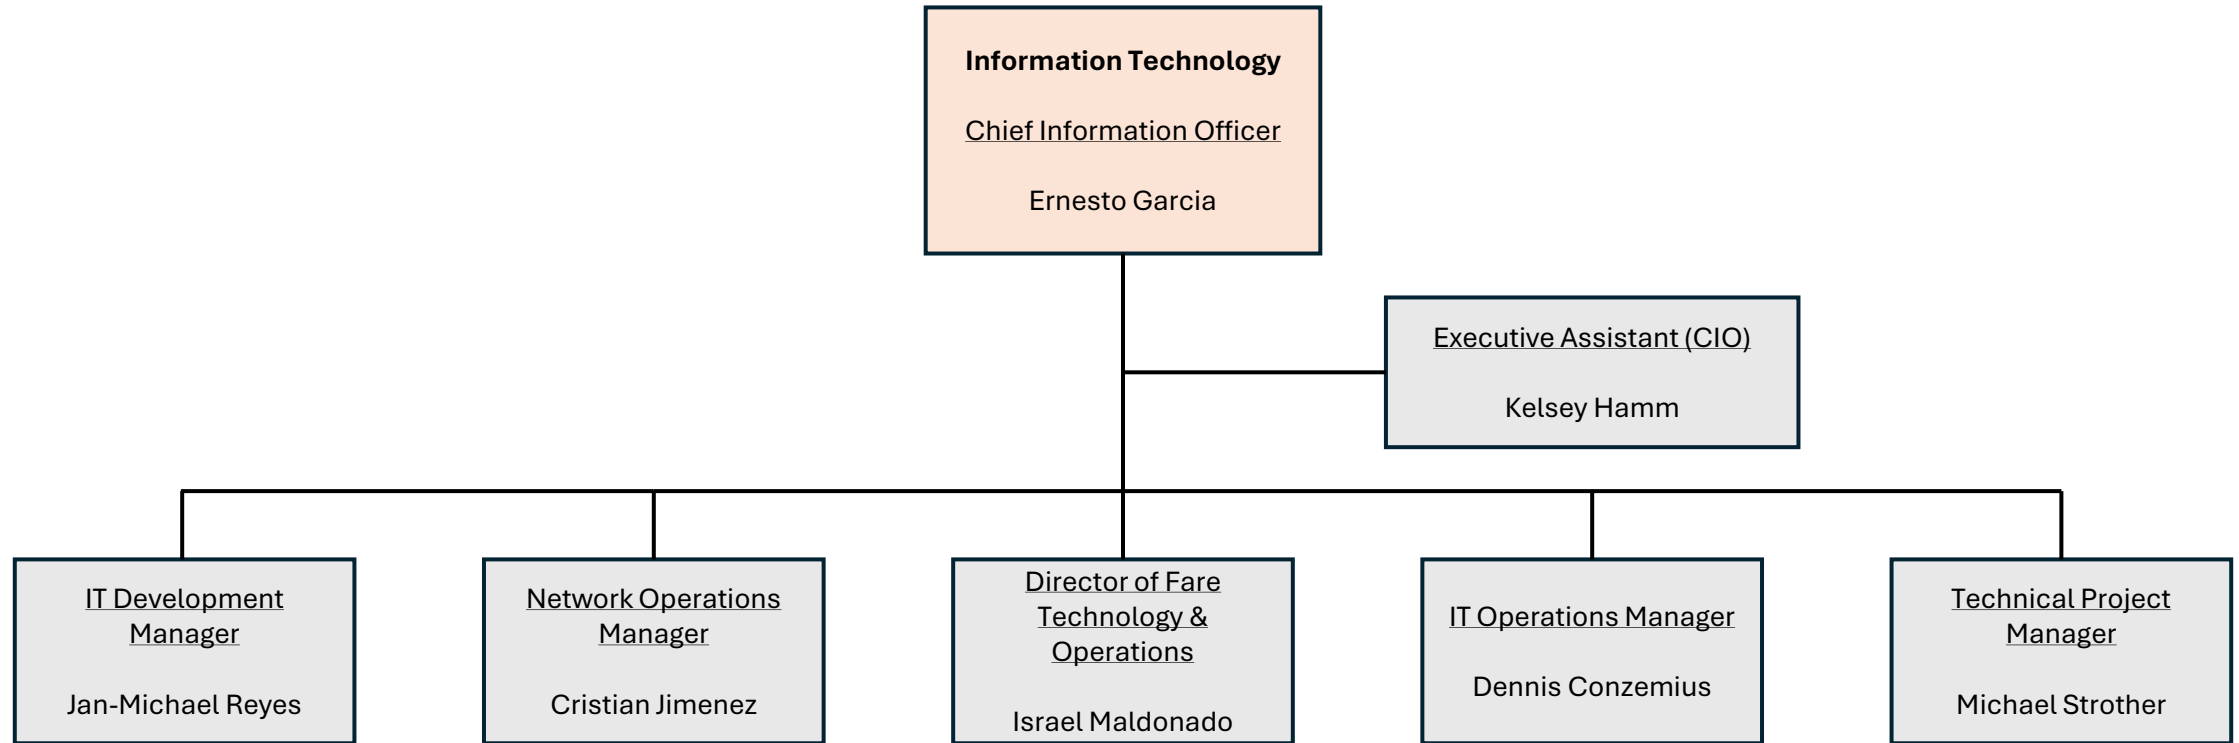 Information Technology
Chief Information Officer
Ernesto Garcia
Executive Assistant (CIO)
Kelsey Hamm
IT Development
Manager
Jan-Michael Reyes
Network Operations
Manager
Cristian Jimenez
Director of Fare
Technology &
Operations
Israel Maldonado
IT Operations Manager
Dennis Conzemius
Technical Project
Manager
Michael Strother